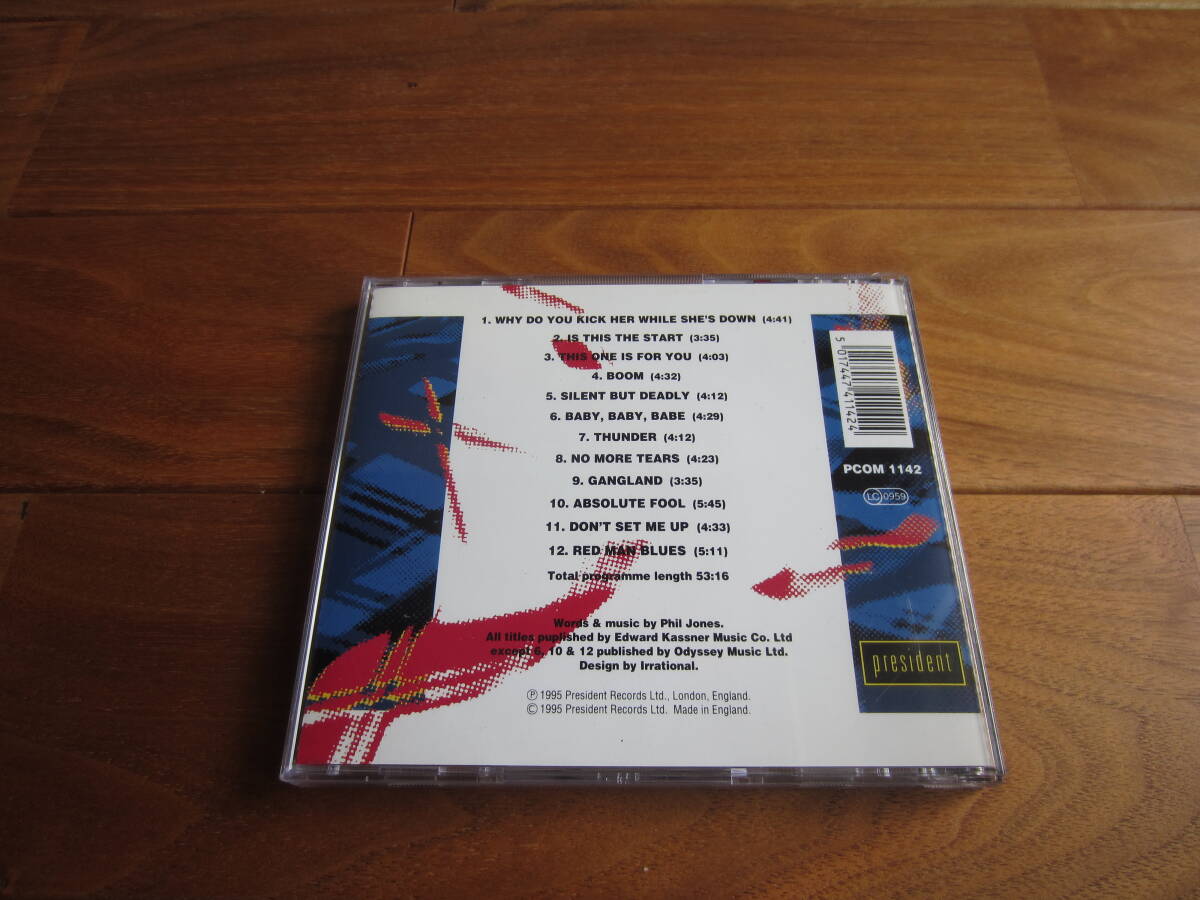 1. WHY DO YOU KICK HER WHILE SHE'S DOWN (4:41)
2. IS THIS THE START (3:35)
3. THIS ONE IS FOR YOU (4:03)
4. BOOM (4:32)
5. SILENT BUT DEADLY (4:12)
6. BABY, BABY, BABE (4:29)
7. THUNDER (4:12)
8. NO MORE TEARS (4:23)
9. GANGLAND (3:35)
10. ABSOLUTE FOOL (5:45)
11. DON'T SET ME UP (4:33)
12. RED MAN BLUES (5:11)
Total programme length 53:16
Words & music by Phil Jones.
All titles puplished by Edward Kassner Music Co. Ltd
except 6, 10 & 12 published by Odyssey Music Ltd.
Design by Irrational.
℗ 1995 President Records Ltd., London, England.
© 1995 President Records Ltd. Made in England.
5 017447 411424
PCOM 1142
LC 0959
president